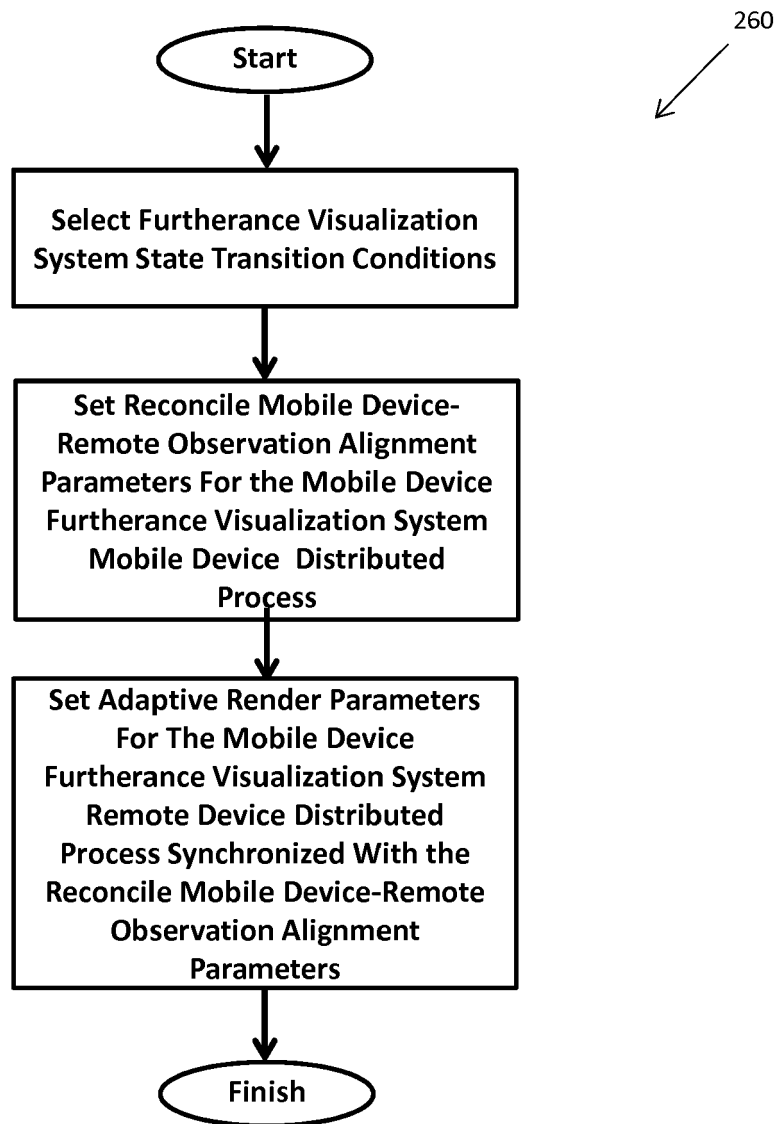 260
Start
Select Furtherance Visualization
System State Transition Conditions
Set Reconcile Mobile Device-
Remote Observation Alignment
Parameters For the Mobile Device
Furtherance Visualization System
Mobile Device Distributed
Process
Set Adaptive Render Parameters
For The Mobile Device
Furtherance Visualization System
Remote Device Distributed
Process Synchronized With the
Reconcile Mobile Device-Remote
Observation Alignment
Parameters
Finish